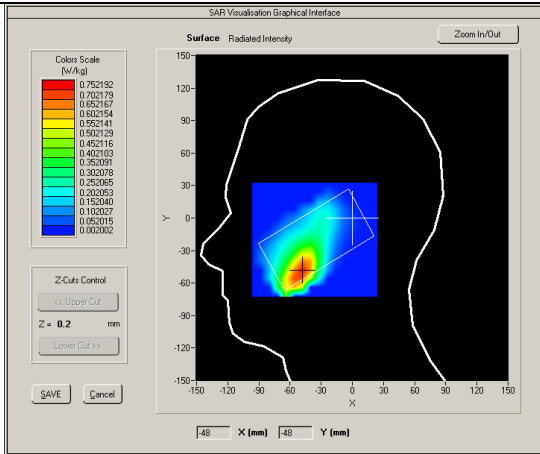 SAR Visualisation Graphical Interface
Surface Radiated Intensity
Zoom In/Out
Colors Scale
(W/kg)
0.752192
0.702179
0.652167
0.602154
0.552141
0.502129
0.452116
0.402103
0.352091
0.302078
0.252065
0.202053
0.152040
0.102027
0.052015
0.002002
Z-Cuts Control
<< Upper Cut
Z = 0.2 mm
Lower Cut >>
SAVE Cancel
150
120
90
60
30
0
-30
-60
-90
-120
-150
Y
-150 -120 -90 -60 -30 0 30 60 90 120 150
X
-48 X (mm) -48 Y (mm)